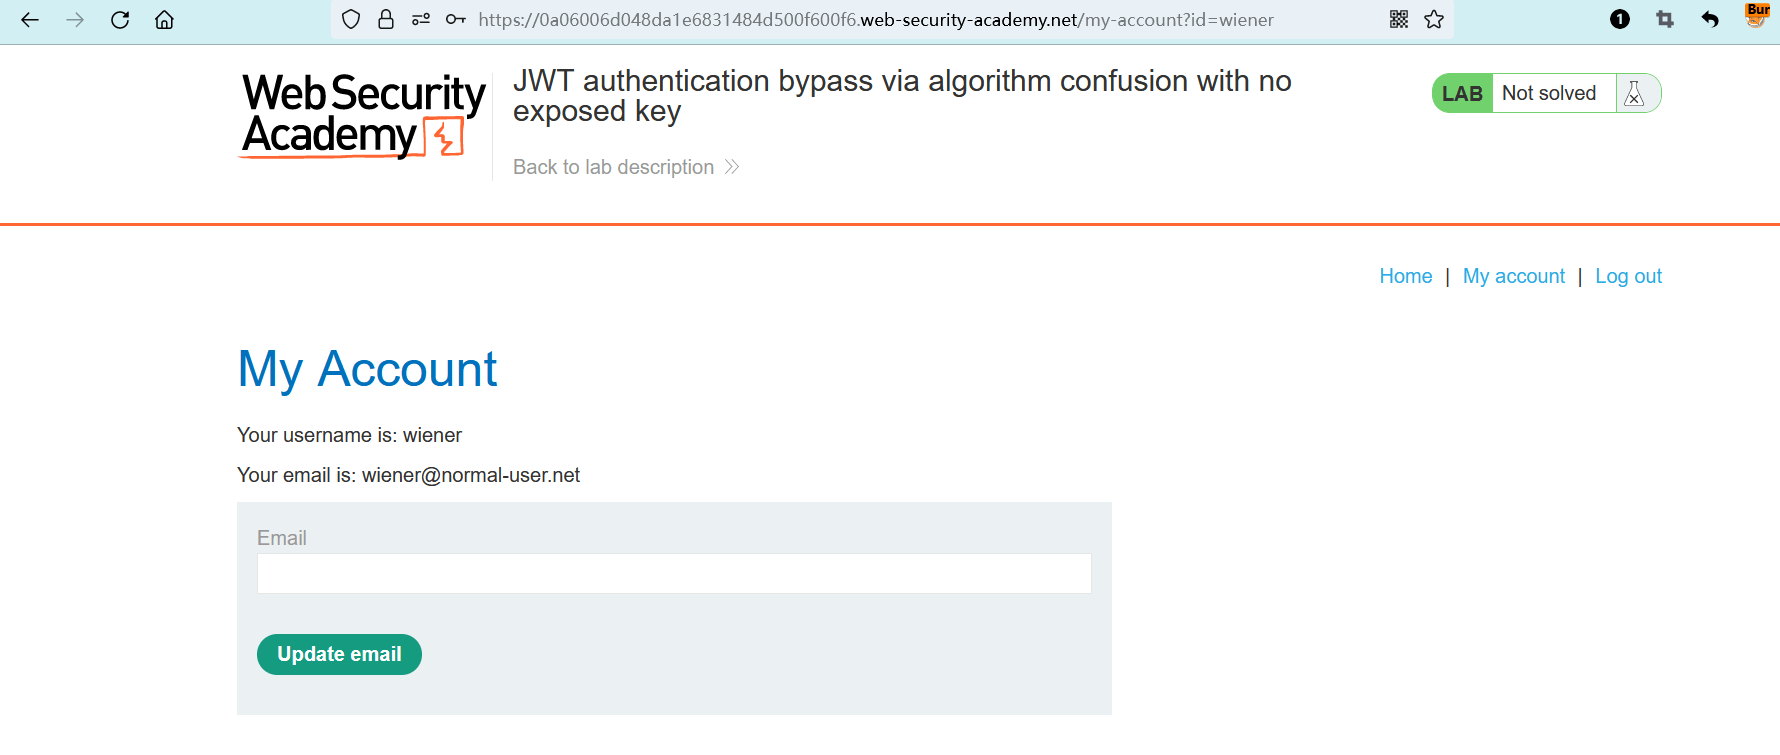 https://0a06006d048da1e6831484d500f600f6.web-security-academy.net/my-account?id=wiener
1
Bur
Web Security
Academy
JWT authentication bypass via algorithm confusion with no
exposed key
Back to lab description
LAB
Not solved
Home | My account | Log out
My Account
Your username is: wiener
Your email is: wiener@normal-user.net
Email
Update email